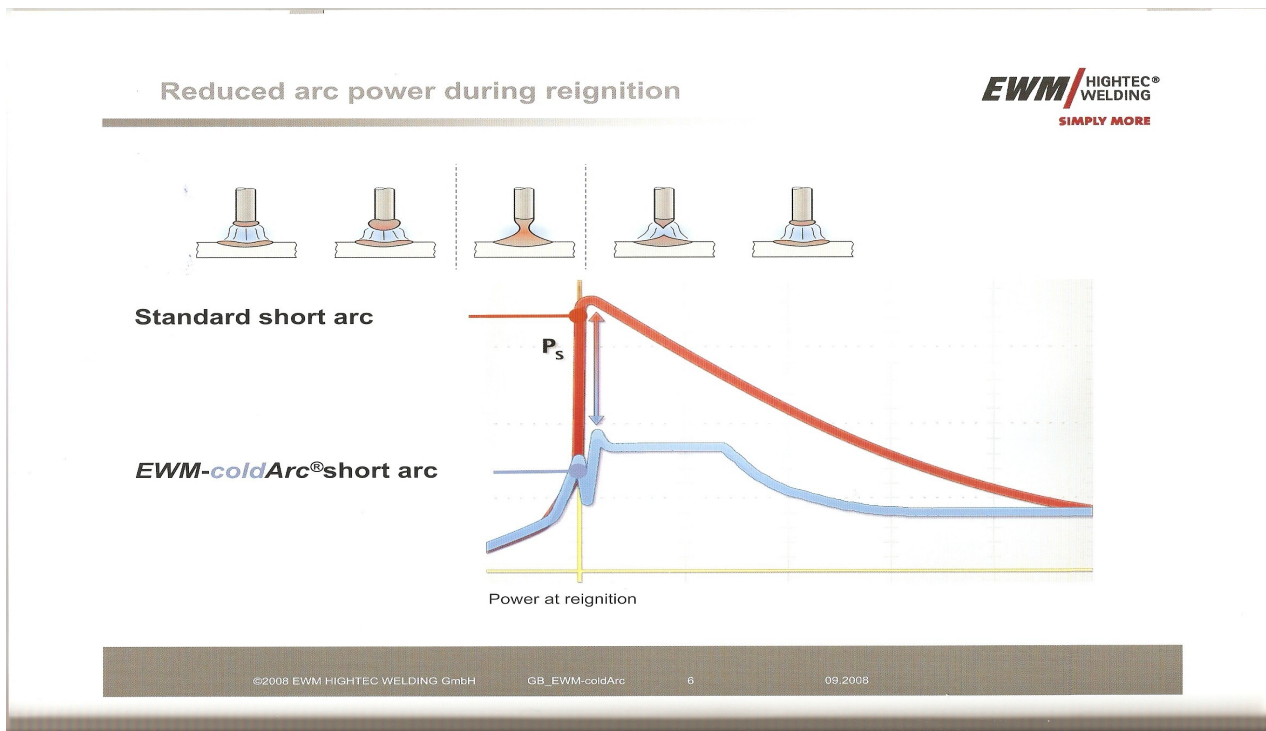 Reduced arc power during reignition
EWM HIGHTEC®
WELDING
SIMPLY MORE
Standard short arc
PS
EWM-coldArc®short arc
Power at reignition
©2008 EWM HIGHTEC WELDING GmbH GB_EWM-coldArc 6 09.2008